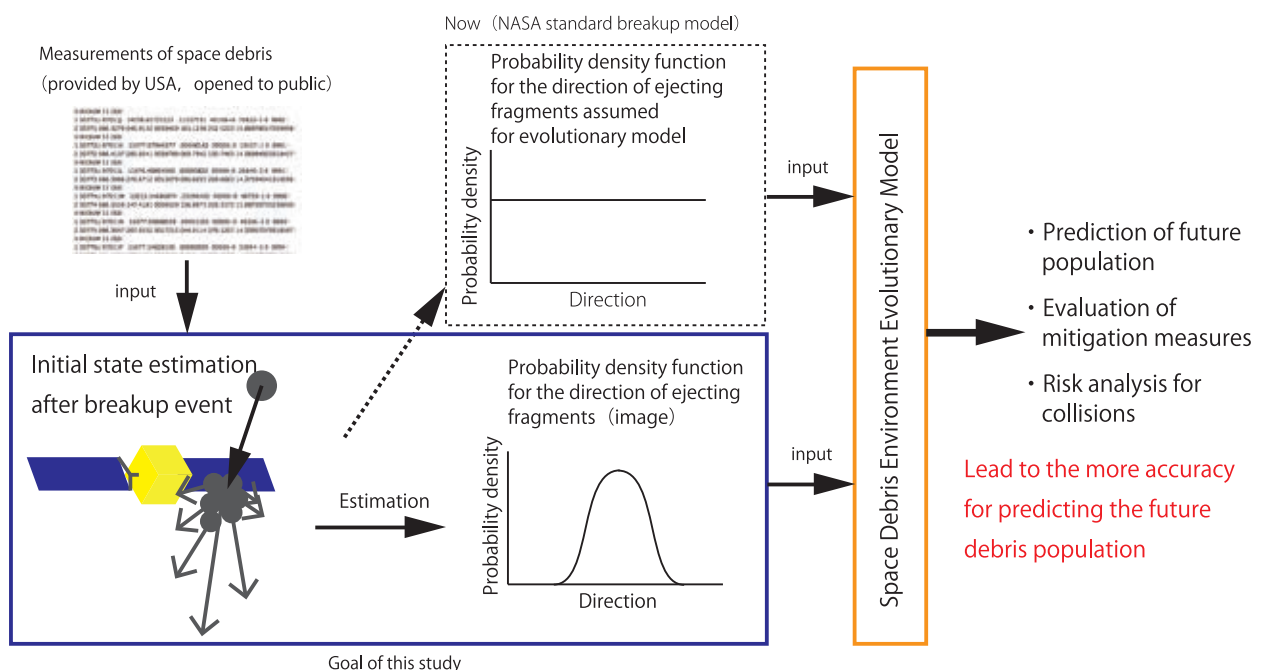 Now（NASA standard breakup model）
Measurements of space debris
（provided by USA，opened to public）
input
Probability density function
for the direction of ejecting
fragments assumed
for evolutionary model
Probability density
Direction
input
Initial state estimation
after breakup event
Estimation
Probability density function
for the direction of ejecting
fragments（image）
Probability density
Direction
Goal of this study
input
Space Debris Environment Evolutionary Model
・Prediction of future
population
・Evaluation of
mitigation measures
・Risk analysis for
collisions
Lead to the more accuracy
for predicting the future
debris population